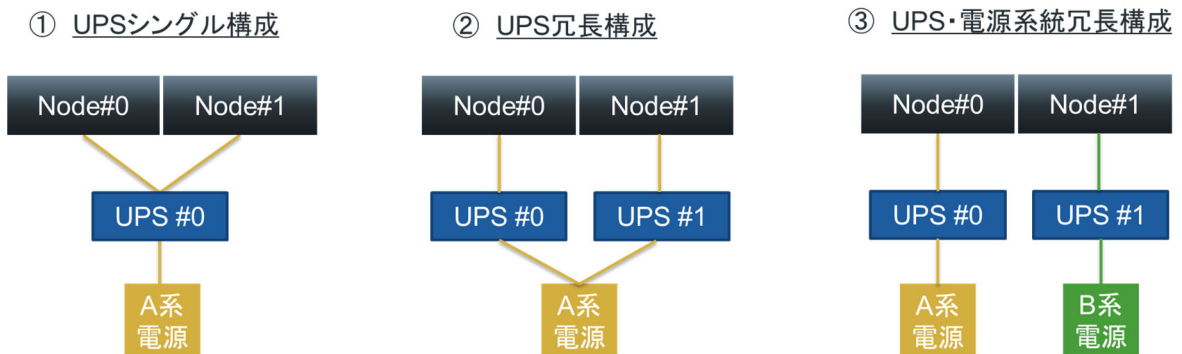 ① UPSシングル構成
② UPS冗長構成
③ UPS・電源系統冗長構成
Node#0
Node#1
Node#0
Node#1
Node#0
Node#1
UPS #0
UPS #0
UPS #1
UPS #0
UPS #1
A系
電源
A系
電源
A系
電源
B系
電源